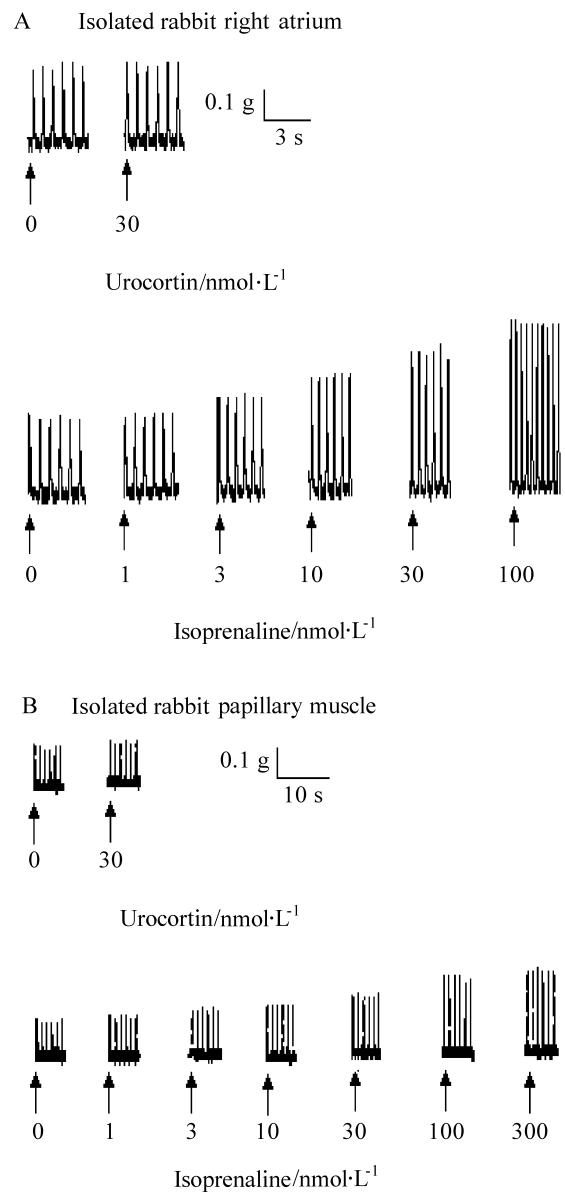 A Isolated rabbit right atrium
0.1 g
3 s
0 30
Urocortin/nmol·L-1
0 1 3 10 30 100
Isoprenaline/nmol·L-1
B Isolated rabbit papillary muscle
0.1 g
10 s
0 30
Urocortin/nmol·L-1
0 1 3 10 30 100 300
Isoprenaline/nmol·L-1